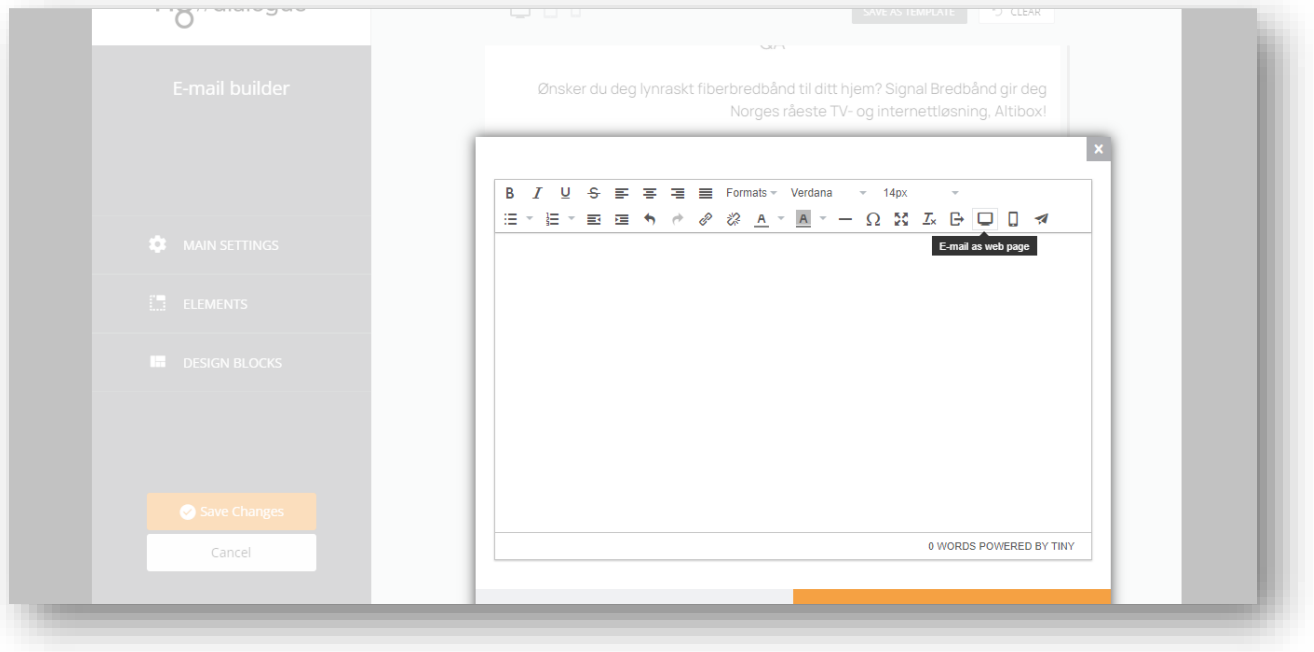 dialogue
SAVE AS TEMPLATE
CLEAR
E-mail builder
Ønsker du deg lynraskt fiberbredbånd til ditt hjem? Signal Bredbånd gir deg
Norges råeste TV- og internettløsning, Altibox!
x
B I U S Formats Verdana 14px
A A Ω Tx
E-mail as web page
MAIN SETTINGS
ELEMENTS
DESIGN BLOCKS
Save Changes
Cancel
0 WORDS POWERED BY TINY